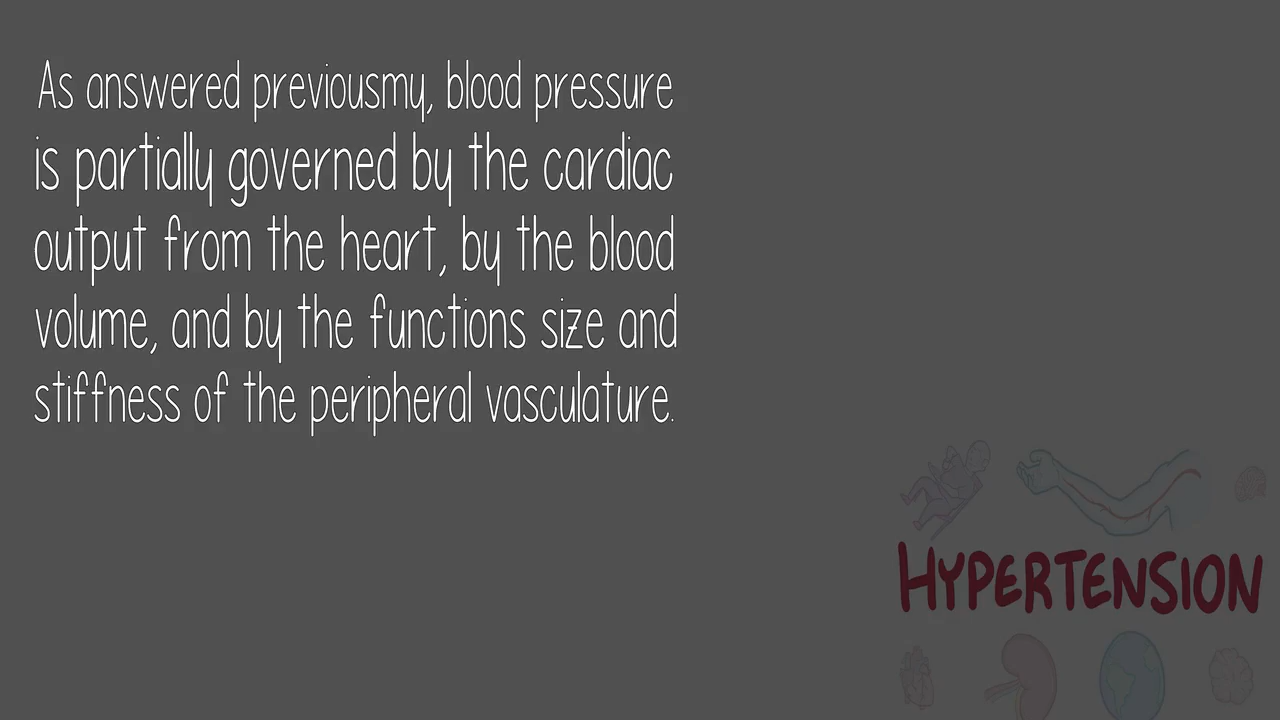 As answered previousmy, blood pressure
is partially governed by the cardiac
output from the heart, by the blood
volume, and by the functions size and
stiffness of the peripheral vasculature.
HYPERTENSION